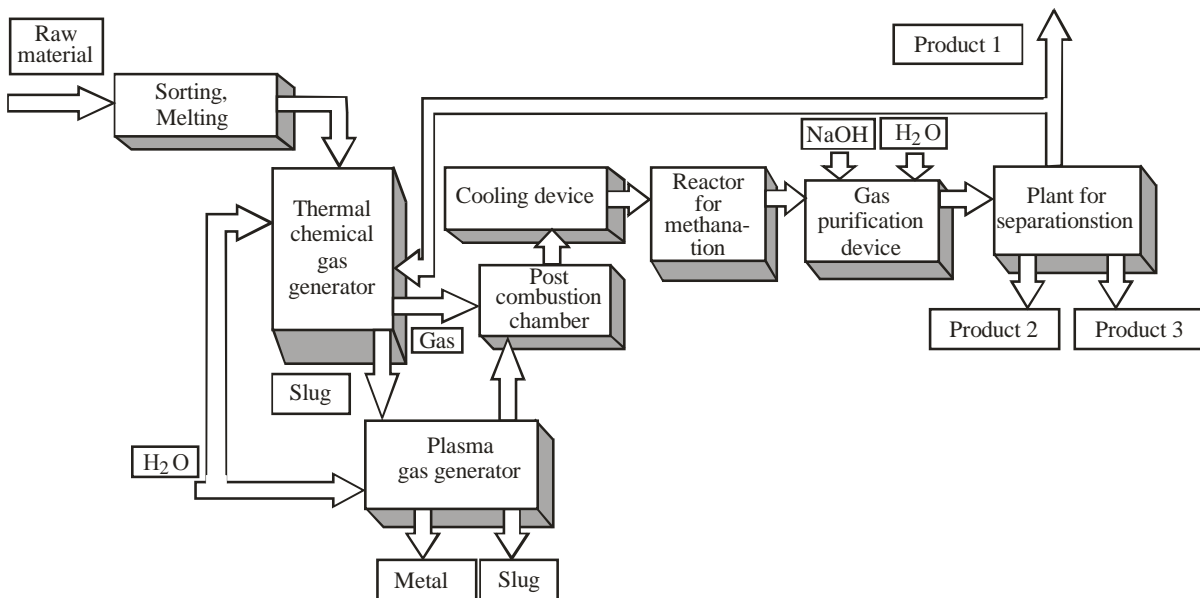 Raw
material
Product 1
Sorting,
Melting
NaOH
H2O
Thermal
chemical
gas
generator
Cooling device
Reactor
for
methana-
tion
Gas
purification
device
Plant for
separationstion
Post
combustion
chamber
Gas
Product 2
Product 3
Slug
Plasma
gas generator
H2O
Metal
Slug